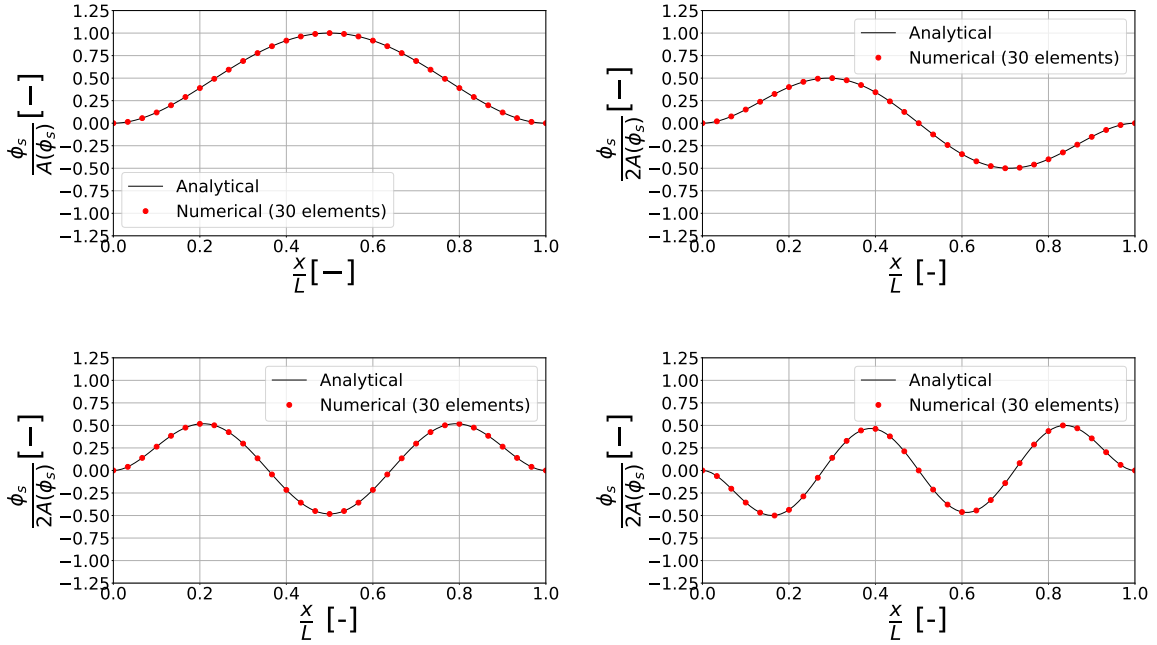 1.25
1.00
0.75
0.50
0.25
0.00
−0.25
−0.50
−0.75
−1.00
−1.25
ϕ_s / A(ϕ_s) [—]
Analytical
Numerical (30 elements)
0.0 0.2 0.4 0.6 0.8 1.0
x / L [—]
1.25
1.00
0.75
0.50
0.25
0.00
−0.25
−0.50
−0.75
−1.00
−1.25
ϕ_s / 2A(ϕ_s) [—]
Analytical
Numerical (30 elements)
0.0 0.2 0.4 0.6 0.8 1.0
x / L [-]
1.25
1.00
0.75
0.50
0.25
0.00
−0.25
−0.50
−0.75
−1.00
−1.25
ϕ_s / 2A(ϕ_s) [—]
Analytical
Numerical (30 elements)
0.0 0.2 0.4 0.6 0.8 1.0
x / L [-]
1.25
1.00
0.75
0.50
0.25
0.00
−0.25
−0.50
−0.75
−1.00
−1.25
ϕ_s / 2A(ϕ_s) [—]
Analytical
Numerical (30 elements)
0.0 0.2 0.4 0.6 0.8 1.0
x / L [-]